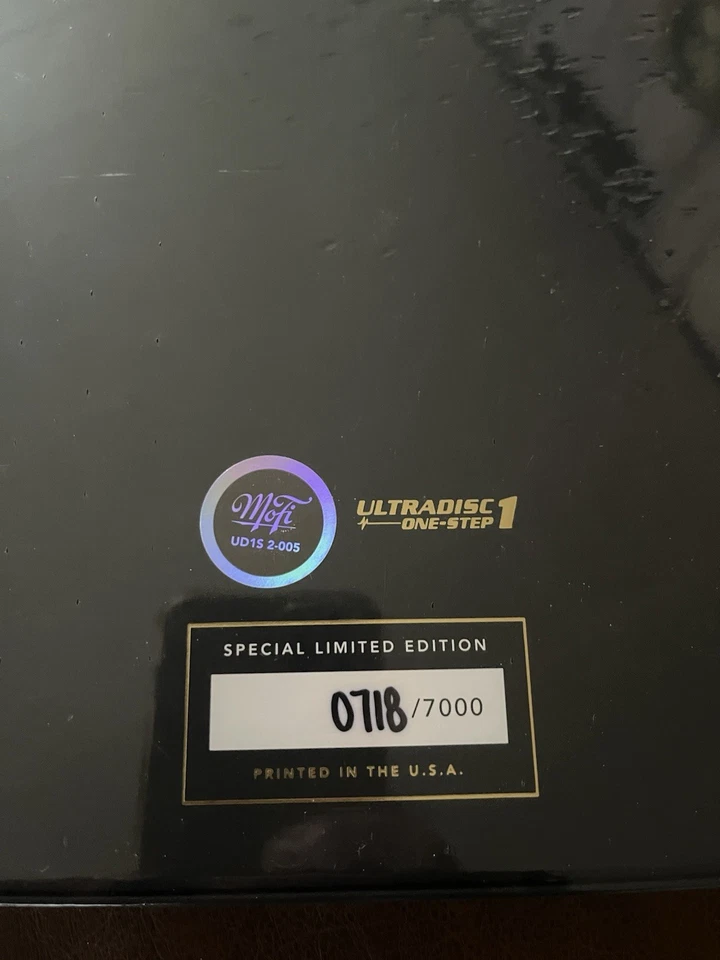 MoFi
UD1S 2-005
ULTRADISC 1
ONE-STEP
SPECIAL LIMITED EDITION
0718/7000
PRINTED IN THE U.S.A.